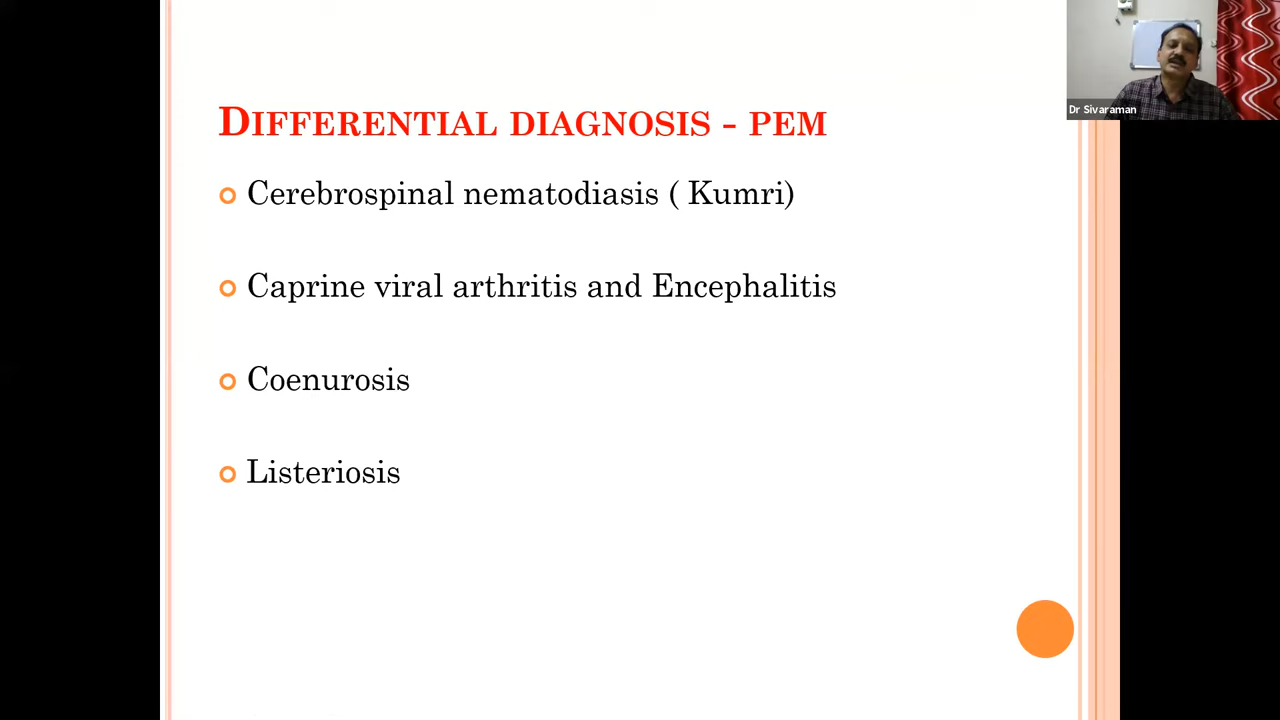 DIFFERENTIAL DIAGNOSIS - PEM
Cerebrospinal nematodiasis ( Kumri)
Caprine viral arthritis and Encephalitis
Coenurosis
Listeriosis
Dr Sivaraman